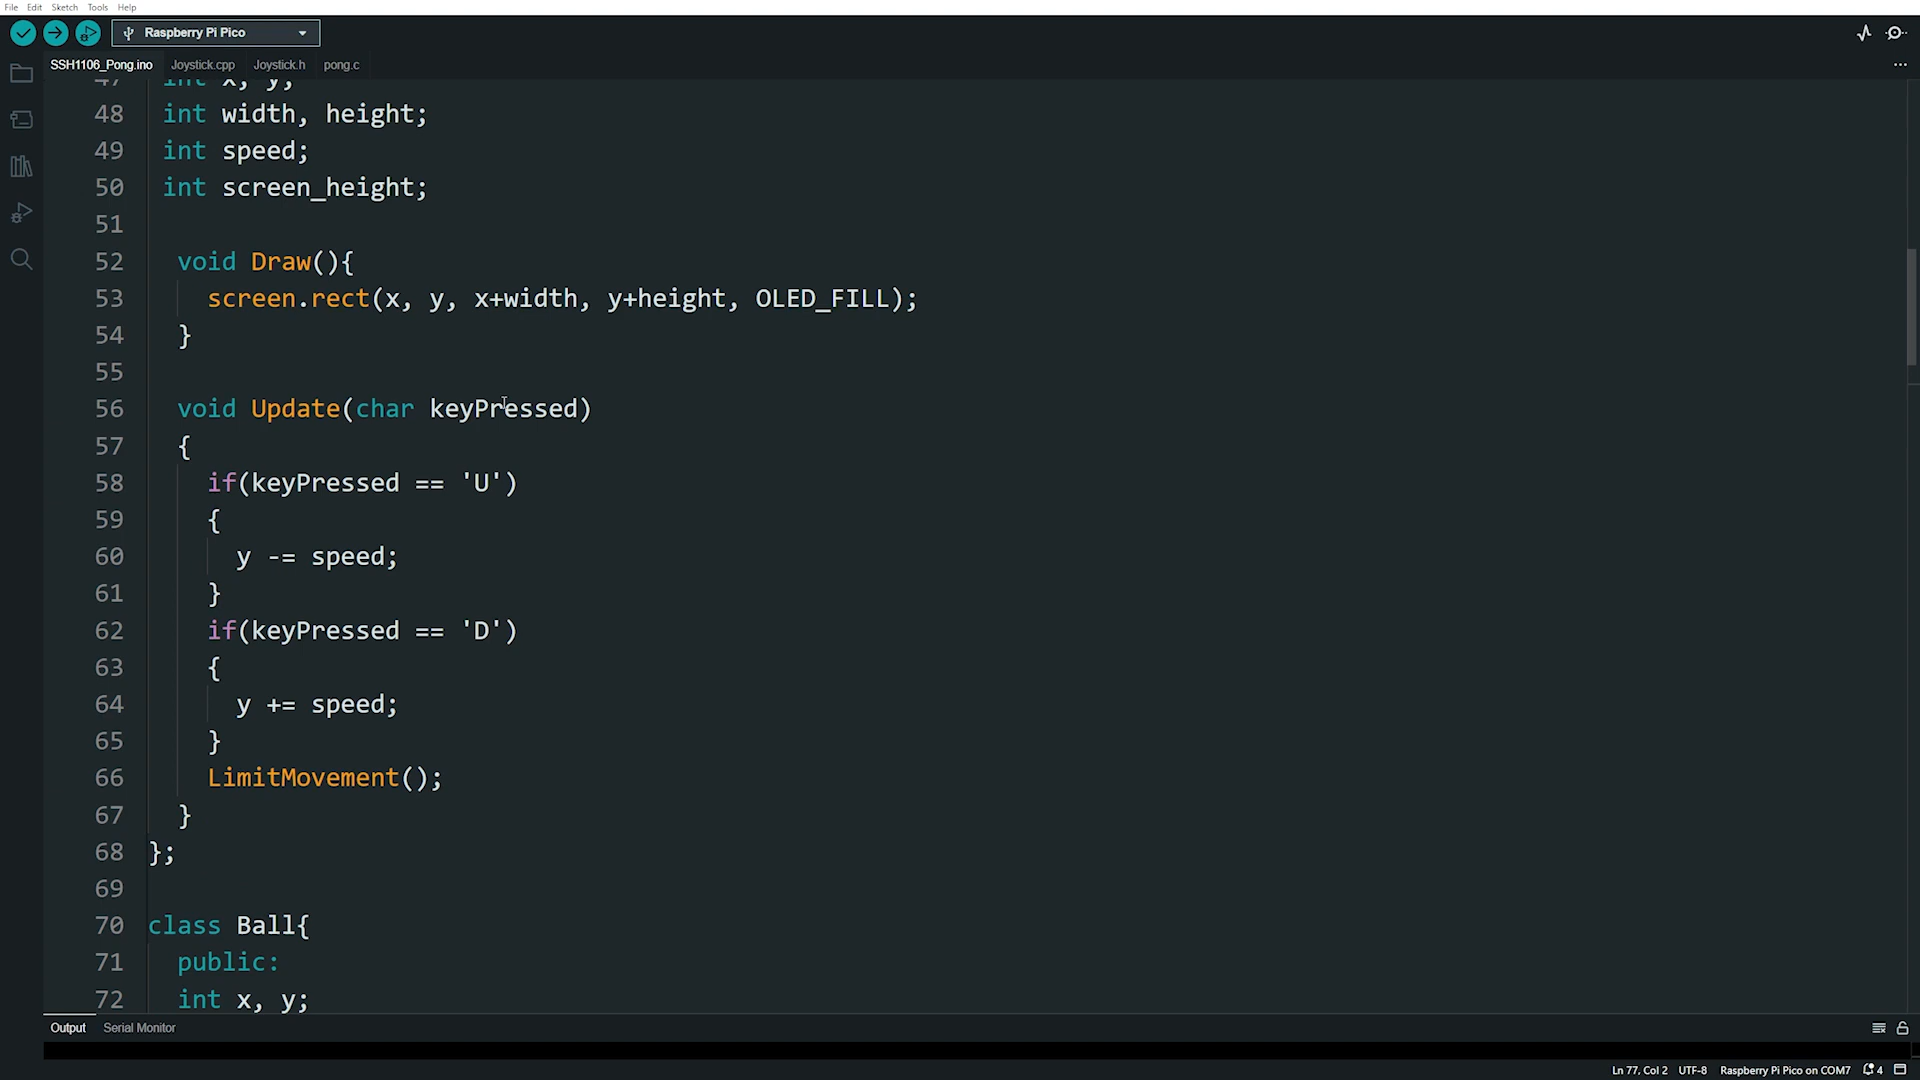 File Edit Sketch Tools Help
Raspberry Pi Pico
SSH1106_Pong.ino Joystick.cpp Joystick.h pong.c
47 int x, y;
48 int width, height;
49 int speed;
50 int screen_height;
51
52 void Draw(){
53 screen.rect(x, y, x+width, y+height, OLED_FILL);
54 }
55
56 void Update(char keyPressed)
57 {
58 if(keyPressed == 'U')
59 {
60 y -= speed;
61 }
62 if(keyPressed == 'D')
63 {
64 y += speed;
65 }
66 LimitMovement();
67 }
68 };
69
70 class Ball{
71 public:
72 int x, y;
Output Serial Monitor
Ln 77, Col 2 UTF-8 Raspberry Pi Pico on COM7 4